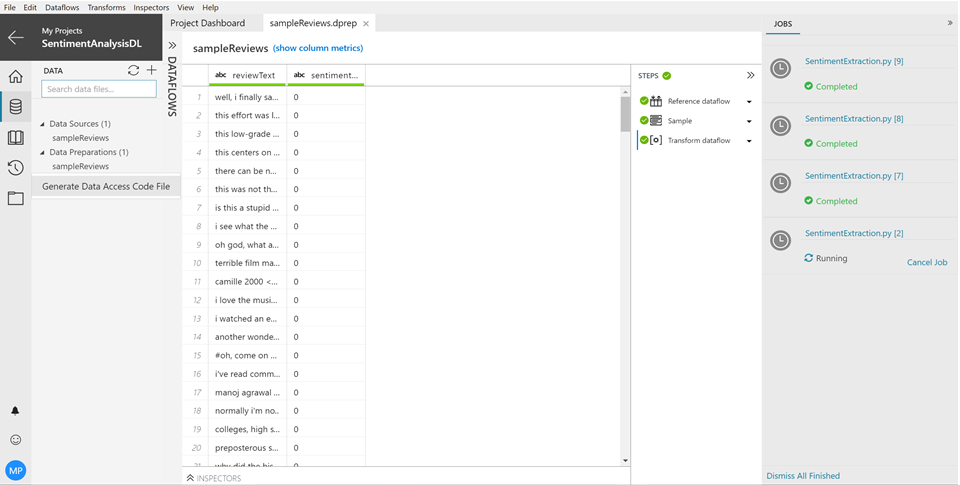 File Edit Dataflows Transforms Inspectors View Help
My Projects
SentimentAnalysisDL
DATA
Search data files...
Data Sources (1)
sampleReviews
Data Preparations (1)
sampleReviews
Generate Data Access Code File
MP
DATAFLOWS
Project Dashboard
sampleReviews.dprep
sampleReviews (show column metrics)
abc reviewText abc sentiment...
1 well, i finally sa... 0
2 this effort was l... 0
3 this low-grade ... 0
4 this centers on ... 0
5 there can be n... 0
6 this was not th... 0
7 is this a stupid ... 0
8 i see what the ... 0
9 oh god, what a... 0
10 terrible film ma... 0
11 camille 2000 <... 0
12 i love the musi... 0
13 i watched an e... 0
14 another wonde... 0
15 #oh, come on ... 0
16 i've read comm... 0
17 manoj agrawal ... 0
18 normally i'm no... 0
19 colleges, high s... 0
20 preposterous s... 0
21 why did the his... 0
INSPECTORS
STEPS
Reference dataflow
Sample
Transform dataflow
JOBS
SentimentExtraction.py [9]
Completed
SentimentExtraction.py [8]
Completed
SentimentExtraction.py [7]
Completed
SentimentExtraction.py [2]
Running
Cancel Job
Dismiss All Finished